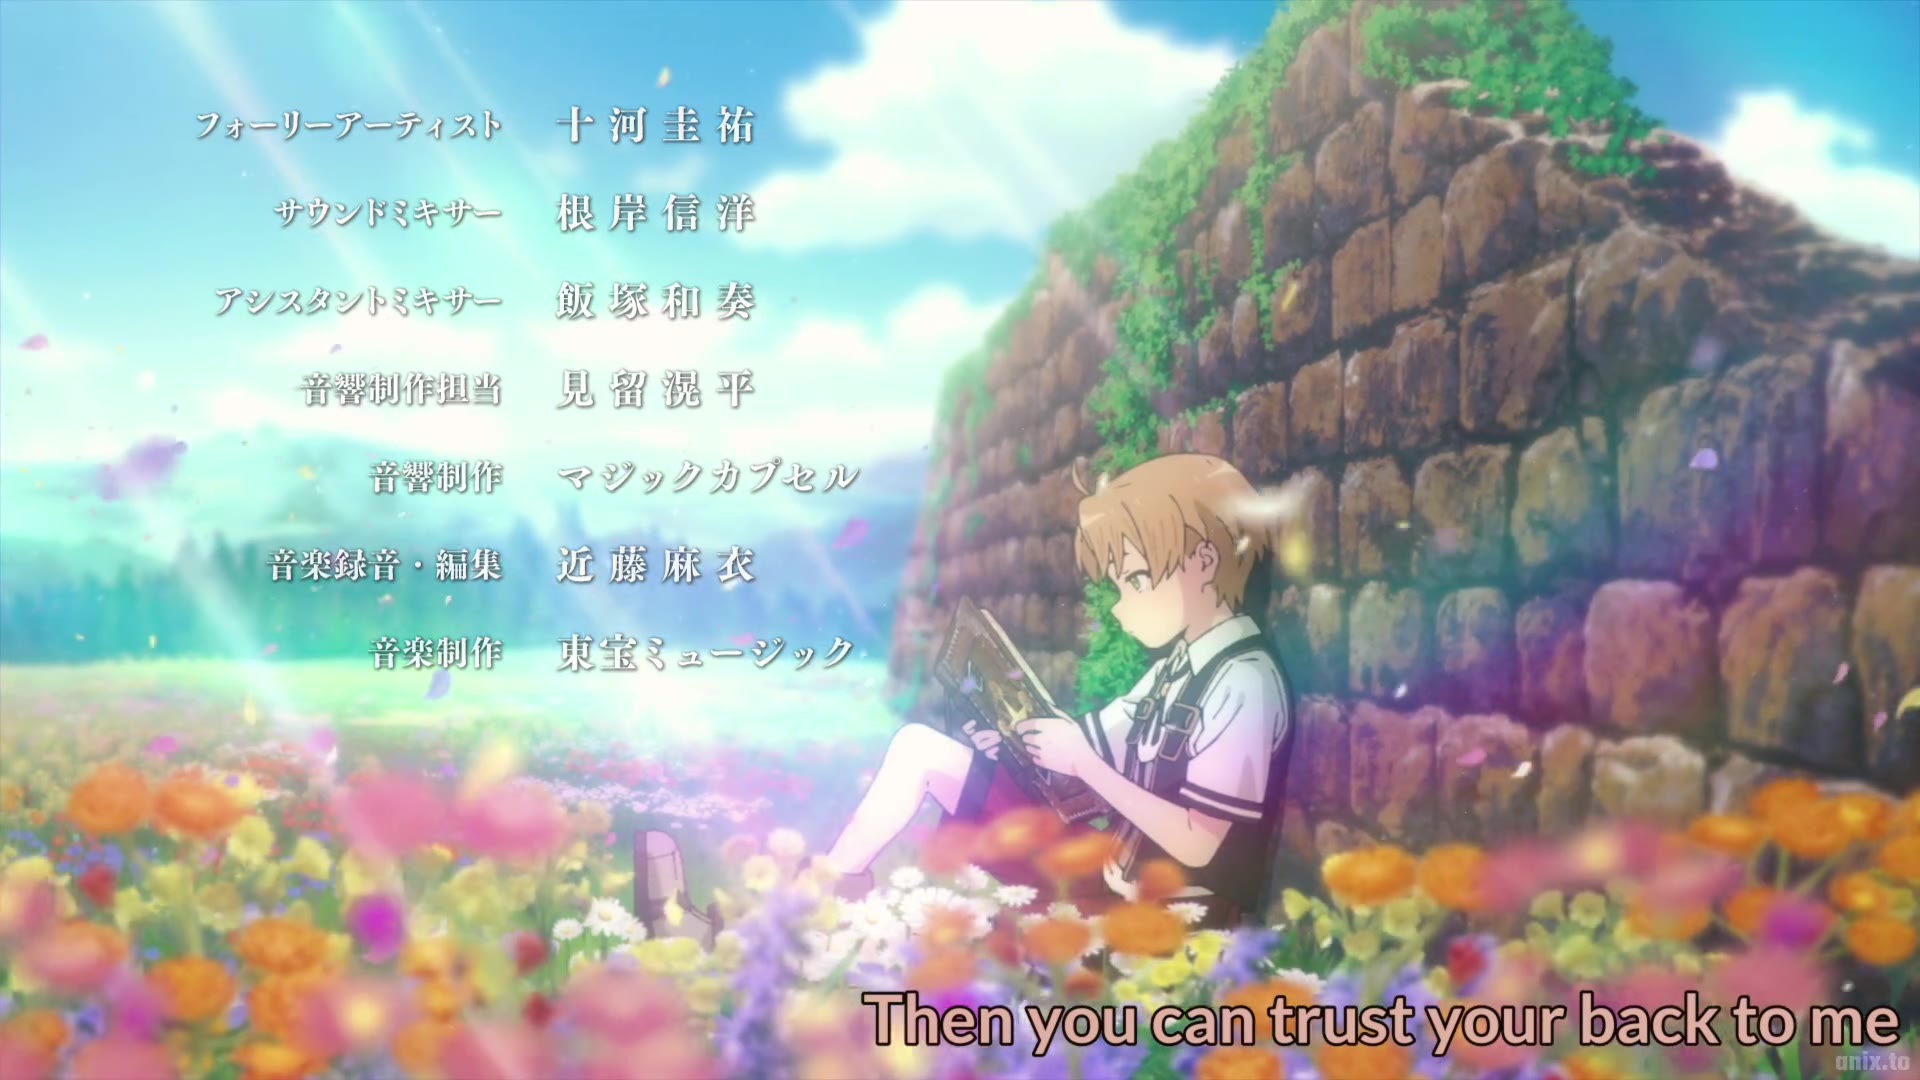 フォーリーアーティスト 十河圭祐
サウンドミキサー 根岸信洋
アシスタントミキサー 飯塚和奏
音響制作担当 見留滉平
音響制作 マジックカプセル
音楽録音・編集 近藤麻衣
音楽制作 東宝ミュージック
Then you can trust your back to me
anix.to